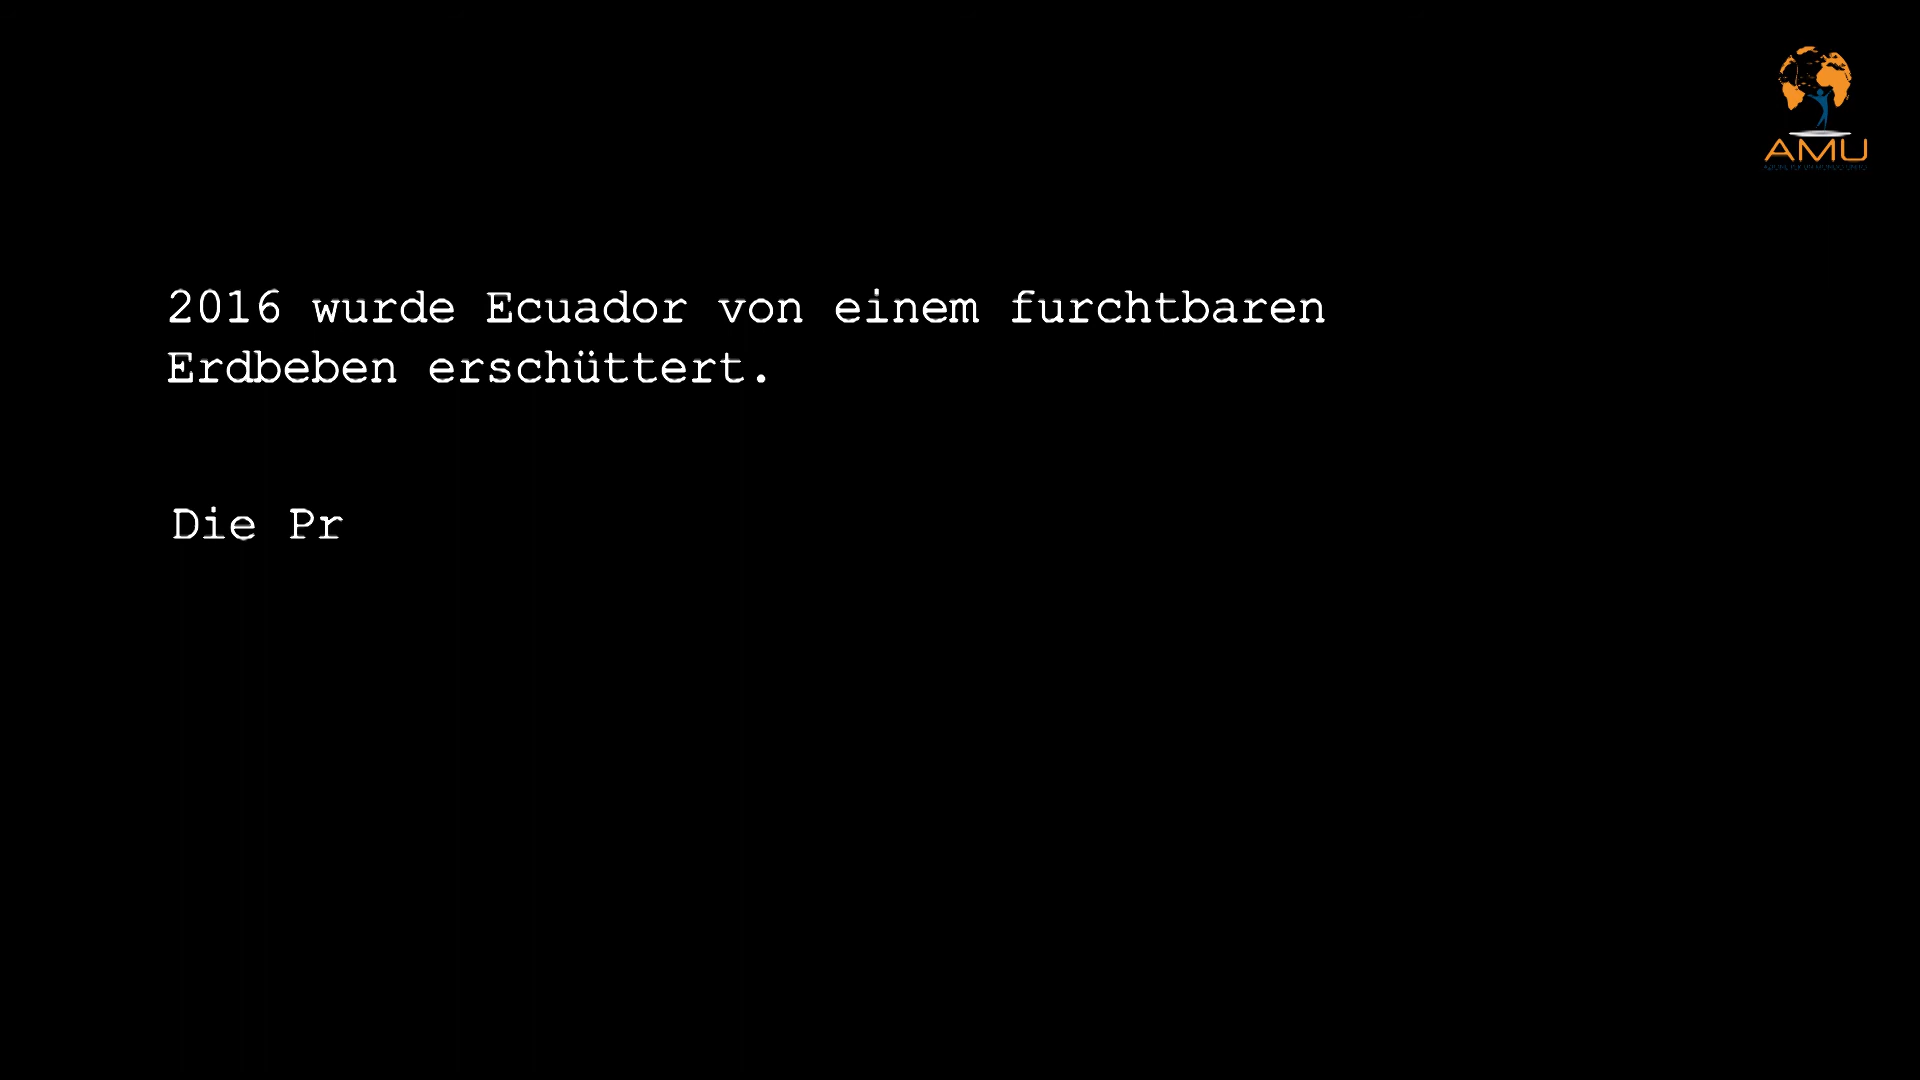 AMU
2016 wurde Ecuador von einem furchtbaren
Erdbeben erschüttert.
Die Pr